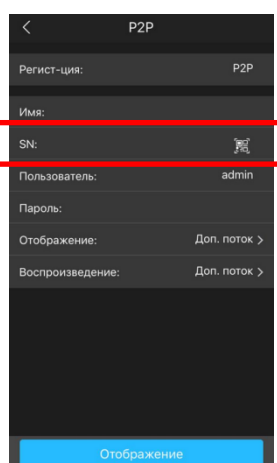 P2P
Регист-ция: P2P
Имя:
SN:
Пользователь: admin
Пароль:
Отображение: Доп. поток
Воспроизведение: Доп. поток
Отображение